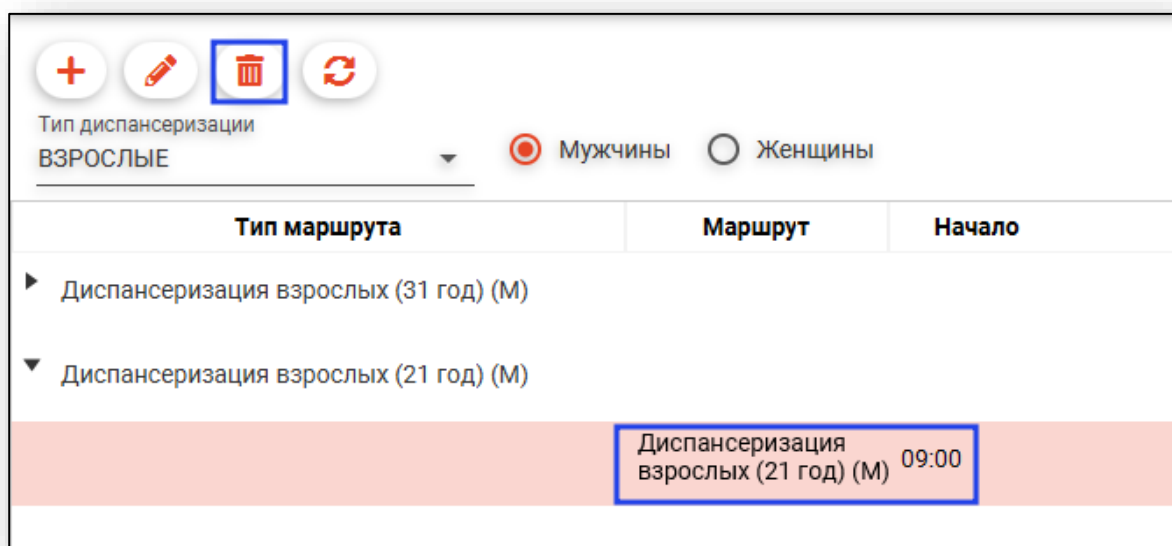 Тип диспансеризации
ВЗРОСЛЫЕ
Мужчины
Женщины
Тип маршрута
Маршрут
Начало
Диспансеризация взрослых (31 год) (М)
Диспансеризация взрослых (21 год) (М)
Диспансеризация
взрослых (21 год) (М)
09:00